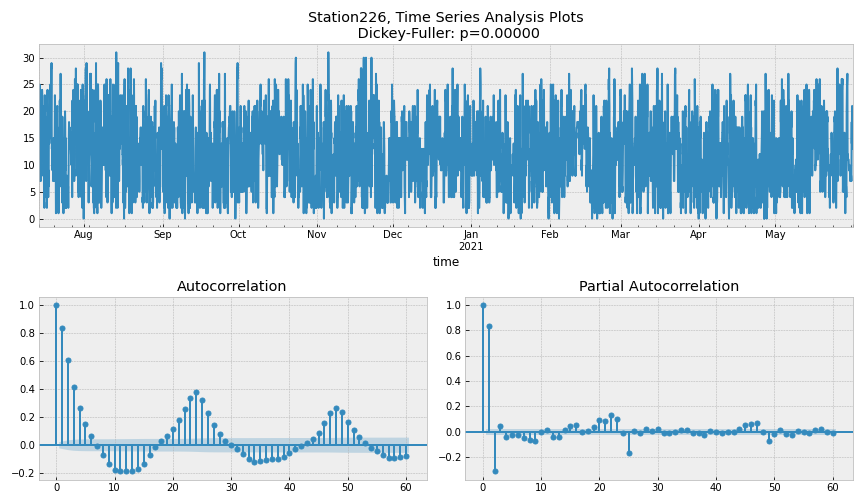 Station226, Time Series Analysis Plots
Dickey-Fuller: p=0.00000
30
25
20
15
10
5
0
Aug Sep Oct Nov Dec Jan Feb Mar Apr May
2021
time
Autocorrelation
1.0
0.8
0.6
0.4
0.2
0.0
−0.2
0 10 20 30 40 50 60
Partial Autocorrelation
1.0
0.8
0.6
0.4
0.2
0.0
−0.2
0 10 20 30 40 50 60